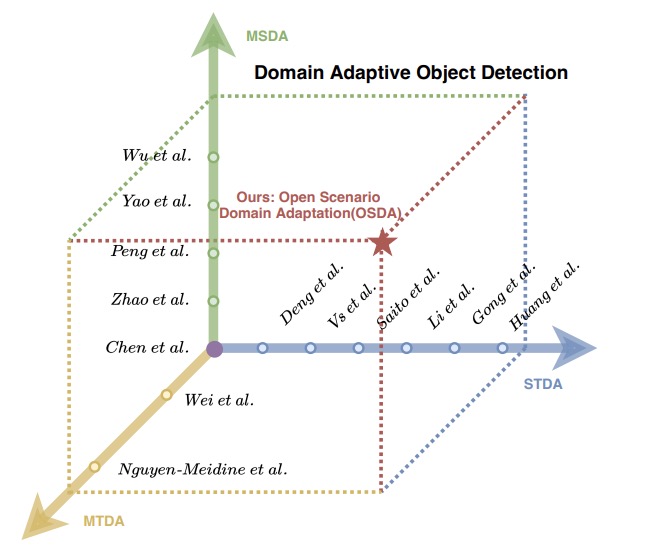 MSDA
Domain Adaptive Object Detection
Wu et al.
Yao et al.
Ours: Open Scenario
Domain Adaptation(OSDA)
Peng et al.
Zhao et al.
Deng et al.
Vs et al.
Saito et al.
Li et al.
Gong et al.
Huang et al.
Chen et al.
STDA
Wei et al.
Nguyen-Meidine et al.
MTDA